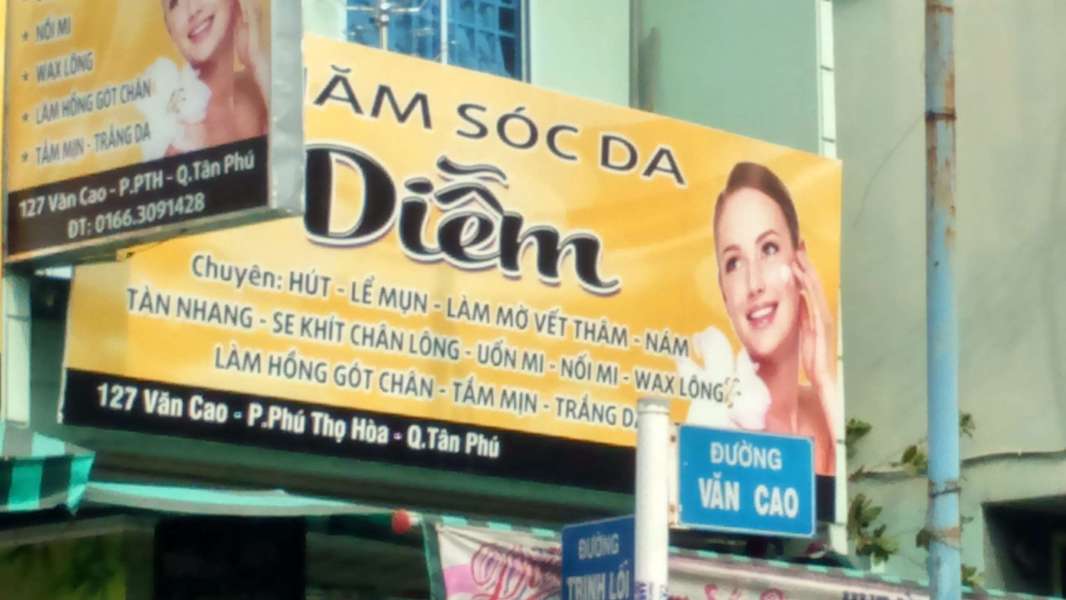 NỐI MI
WAX LÔNG
LÀM HỒNG GÓT CHÂN
TẮM MỊN - TRẮNG DA
127 Văn Cao - P.PTH - Q.Tân Phú
ĐT: 0166.3091428
ĂM SÓC DA
Diễm
Chuyên: HÚT - LỂ MỤN - LÀM MỜ VẾT THÂM - NÁM
TÀN NHANG - SE KHÍT CHÂN LÔNG - UỐN MI - NỐI MI - WAX LÔNG
LÀM HỒNG GÓT CHÂN - TẮM MỊN - TRẮNG DA
127 Văn Cao - P.Phú Thọ Hòa - Q.Tân Phú
ĐƯỜNG
VĂN CAO
ĐƯỜNG
TRỊNH LỖI